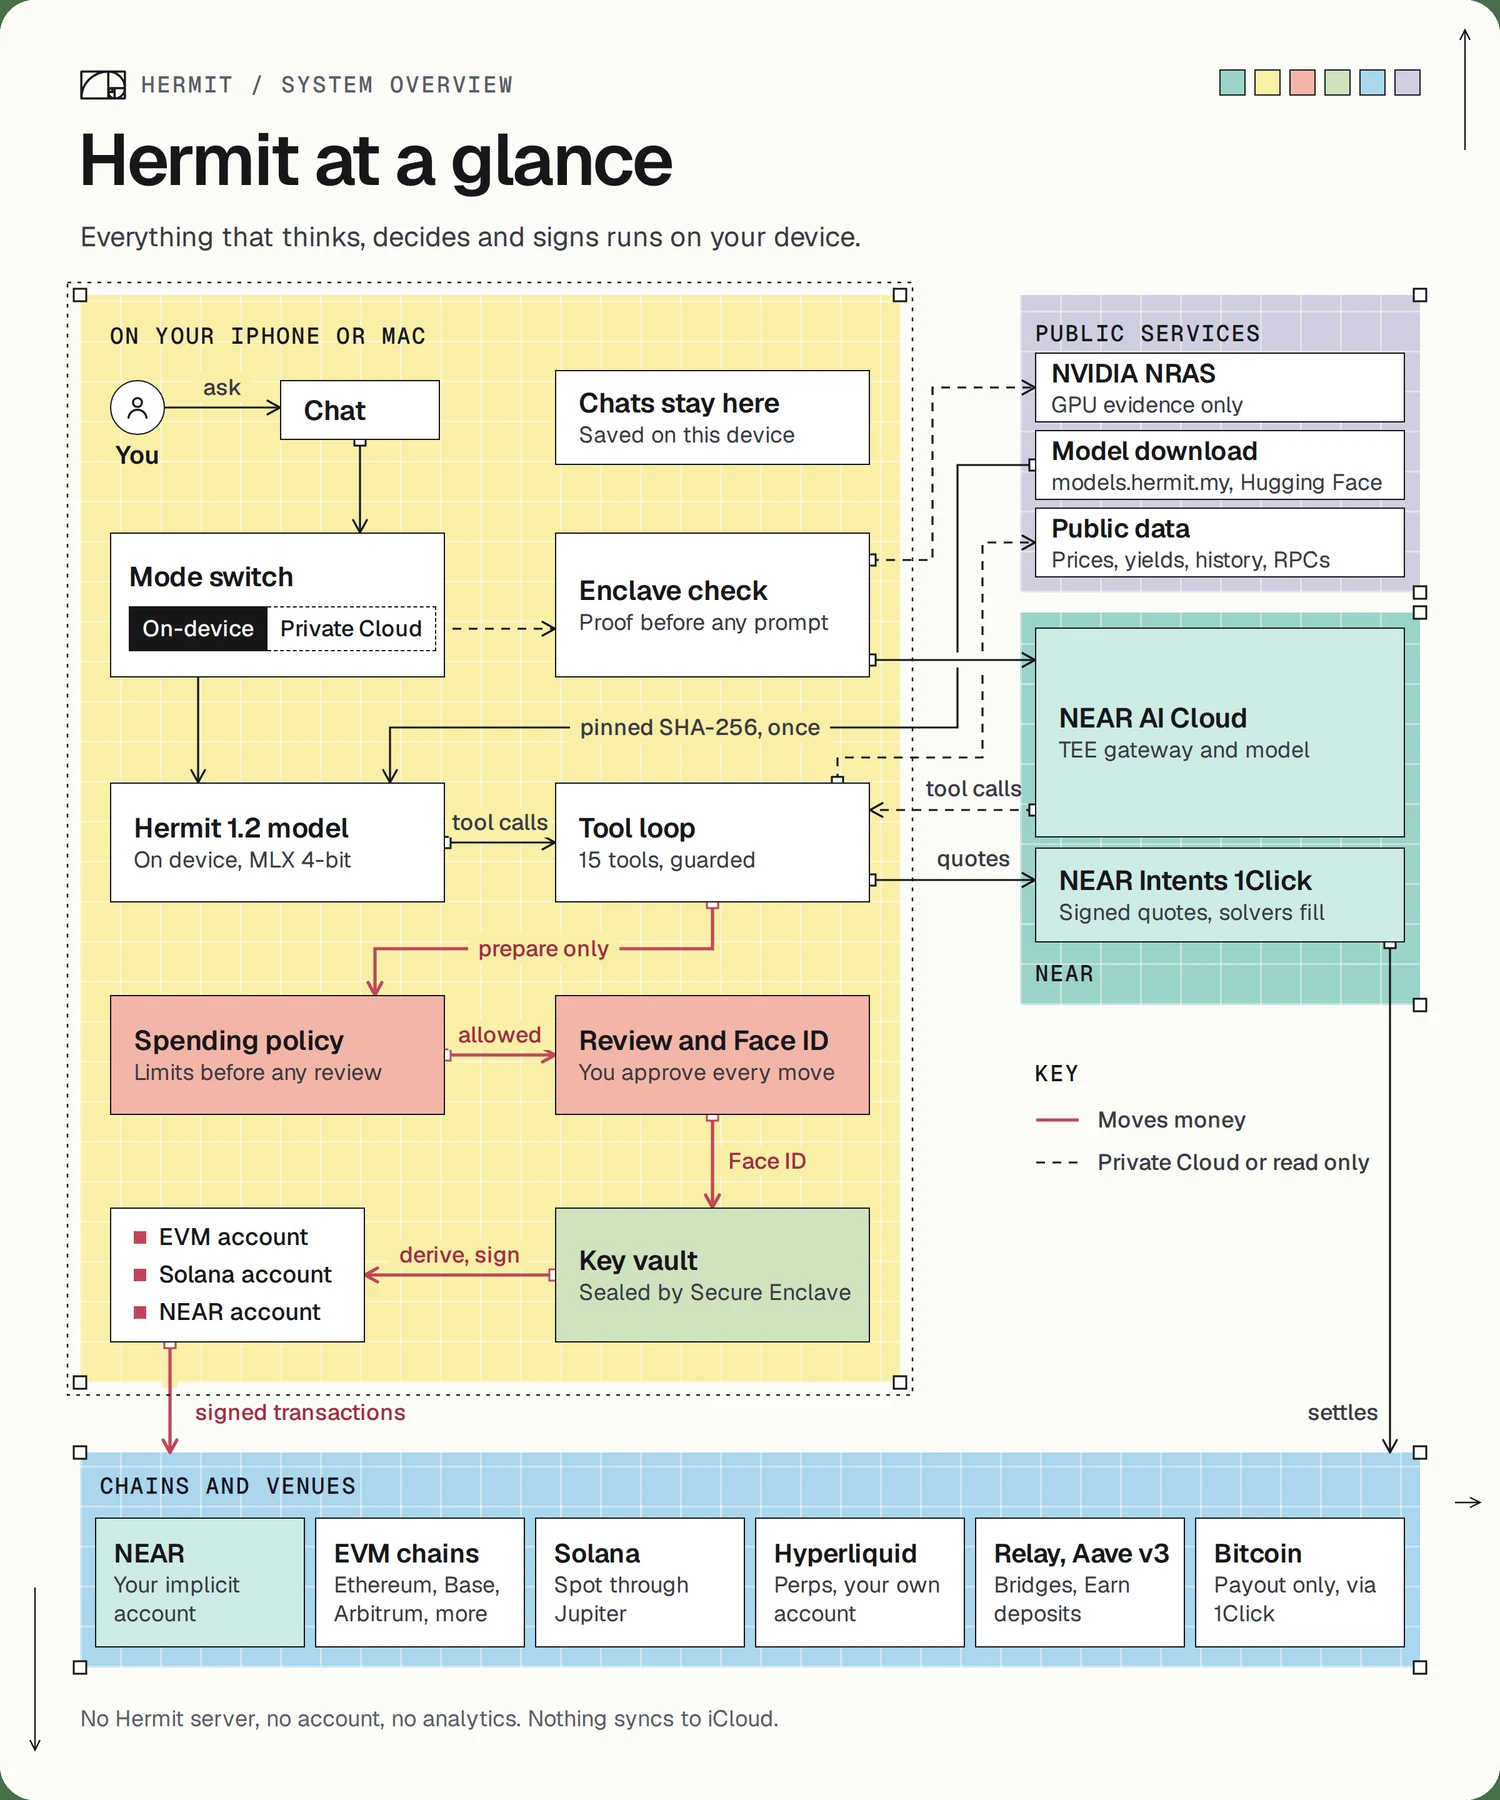 HERMIT / SYSTEM OVERVIEW
Hermit at a glance
Everything that thinks, decides and signs runs on your device.
ON YOUR IPHONE OR MAC
ask
You
Chat
Chats stay here
Saved on this device
Mode switch
On-device
Private Cloud
Enclave check
Proof before any prompt
pinned SHA-256, once
Hermit 1.2 model
On device, MLX 4-bit
tool calls
Tool loop
15 tools, guarded
prepare only
Spending policy
Limits before any review
allowed
Review and Face ID
You approve every move
Face ID
EVM account
Solana account
NEAR account
derive, sign
Key vault
Sealed by Secure Enclave
signed transactions
PUBLIC SERVICES
NVIDIA NRAS
GPU evidence only
Model download
models.hermit.my, Hugging Face
Public data
Prices, yields, history, RPCs
NEAR AI Cloud
TEE gateway and model
tool calls
quotes
NEAR Intents 1Click
Signed quotes, solvers fill
NEAR
KEY
Moves money
Private Cloud or read only
settles
CHAINS AND VENUES
NEAR
Your implicit
account
EVM chains
Ethereum, Base,
Arbitrum, more
Solana
Spot through
Jupiter
Hyperliquid
Perps, your own
account
Relay, Aave v3
Bridges, Earn
deposits
Bitcoin
Payout only, via
1Click
No Hermit server, no account, no analytics. Nothing syncs to iCloud.